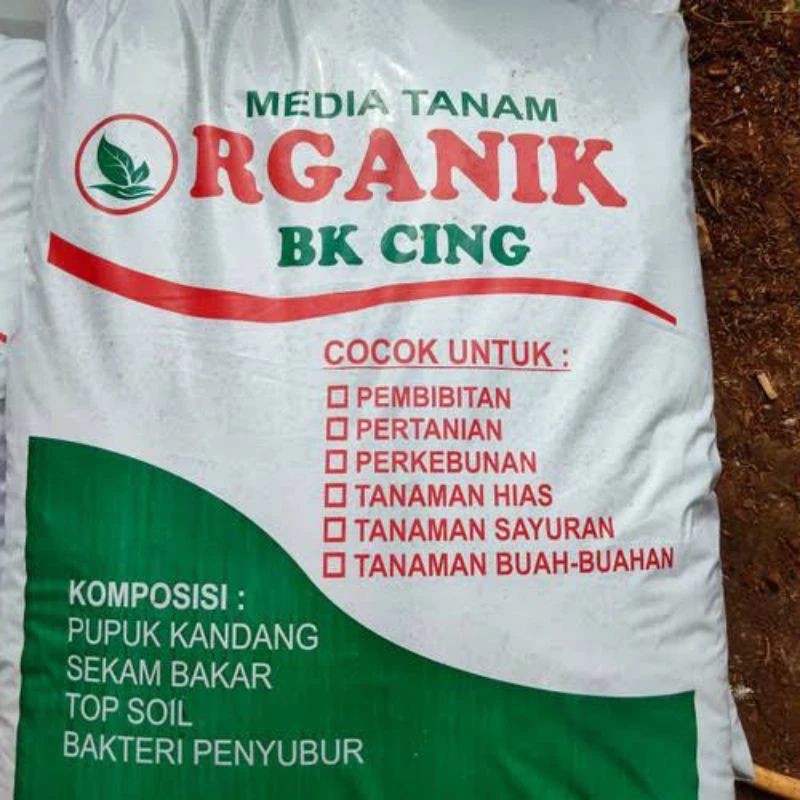 MEDIA TANAM
ORGANIK
BK CING
COCOK UNTUK :
PEMBIBITAN
PERTANIAN
PERKEBUNAN
TANAMAN HIAS
TANAMAN SAYURAN
TANAMAN BUAH-BUAHAN
KOMPOSISI :
PUPUK KANDANG
SEKAM BAKAR
TOP SOIL
BAKTERI PENYUBUR